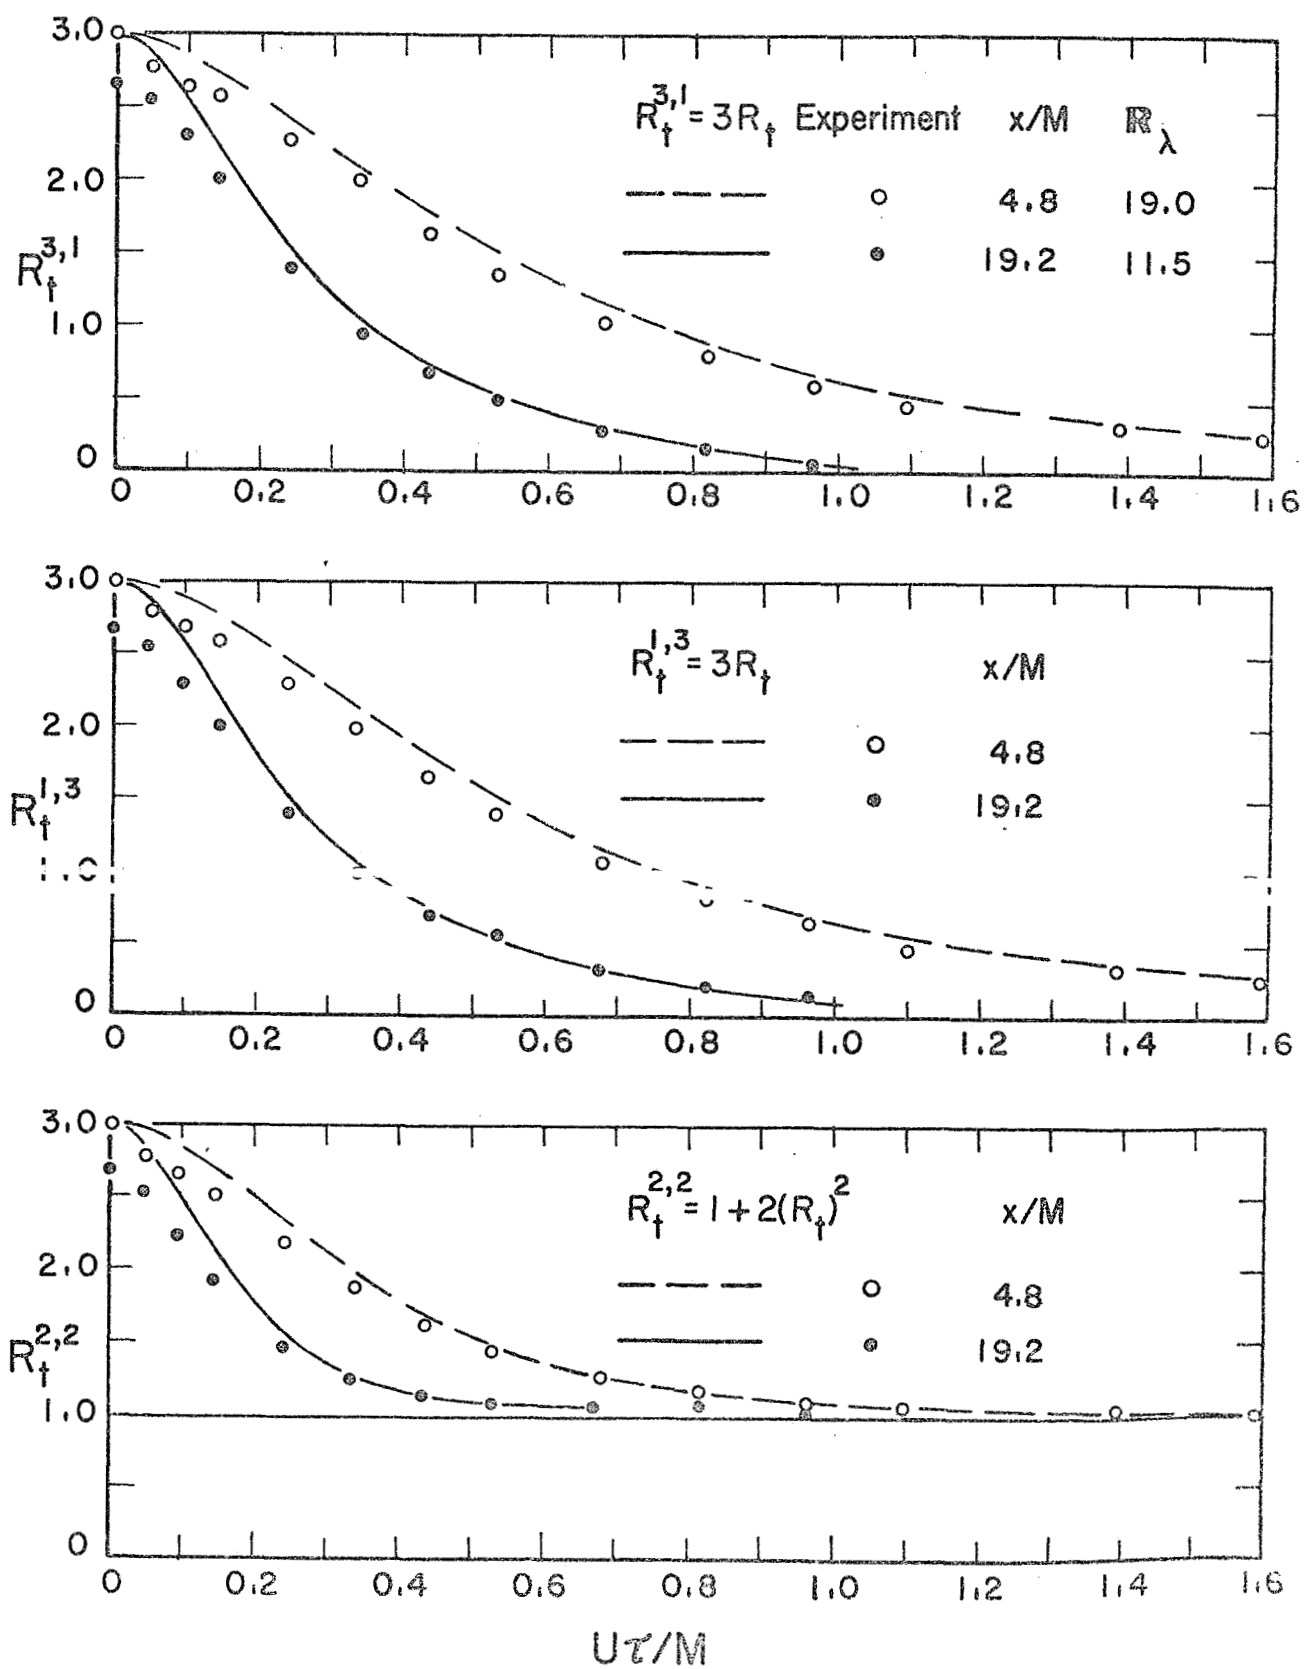 3.0
R_t^{3,1} = 3R_t Experiment x/M ℝ_λ
2.0
4.8 19.0
R_t^{3,1}
19.2 11.5
1.0
0
0 0.2 0.4 0.6 0.8 1.0 1.2 1.4 1.6
3.0
R_t^{1,3} = 3R_t x/M
2.0
4.8
R_t^{1,3}
19.2
1.0
0
0 0.2 0.4 0.6 0.8 1.0 1.2 1.4 1.6
3.0
R_t^{2,2} = 1+2(R_t)^2 x/M
2.0
4.8
R_t^{2,2}
19.2
1.0
0
0 0.2 0.4 0.6 0.8 1.0 1.2 1.4 1.6
Uτ/M